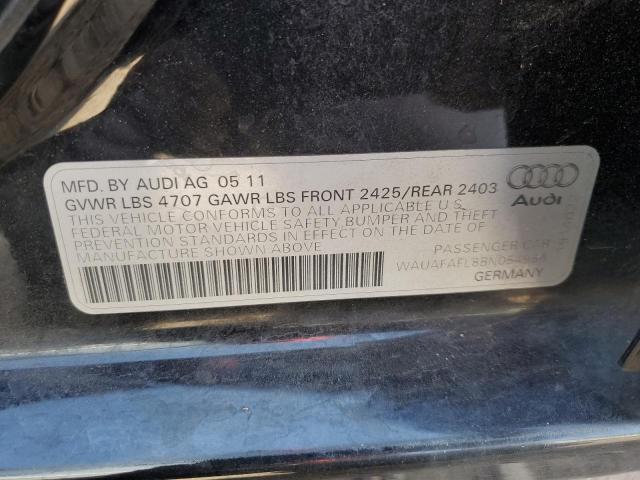 MFD. BY AUDI AG 05 11
GVWR LBS 4707 GAWR LBS FRONT 2425/REAR 2403
THIS VEHICLE CONFORMS TO ALL APPLICABLE U.S.
FEDERAL MOTOR VEHICLE SAFETY, BUMPER AND THEFT
PREVENTION STANDARDS IN EFFECT ON THE DATE OF
MANUFACTURE SHOWN ABOVE
Audi
PASSENGER CAR
GERMANY